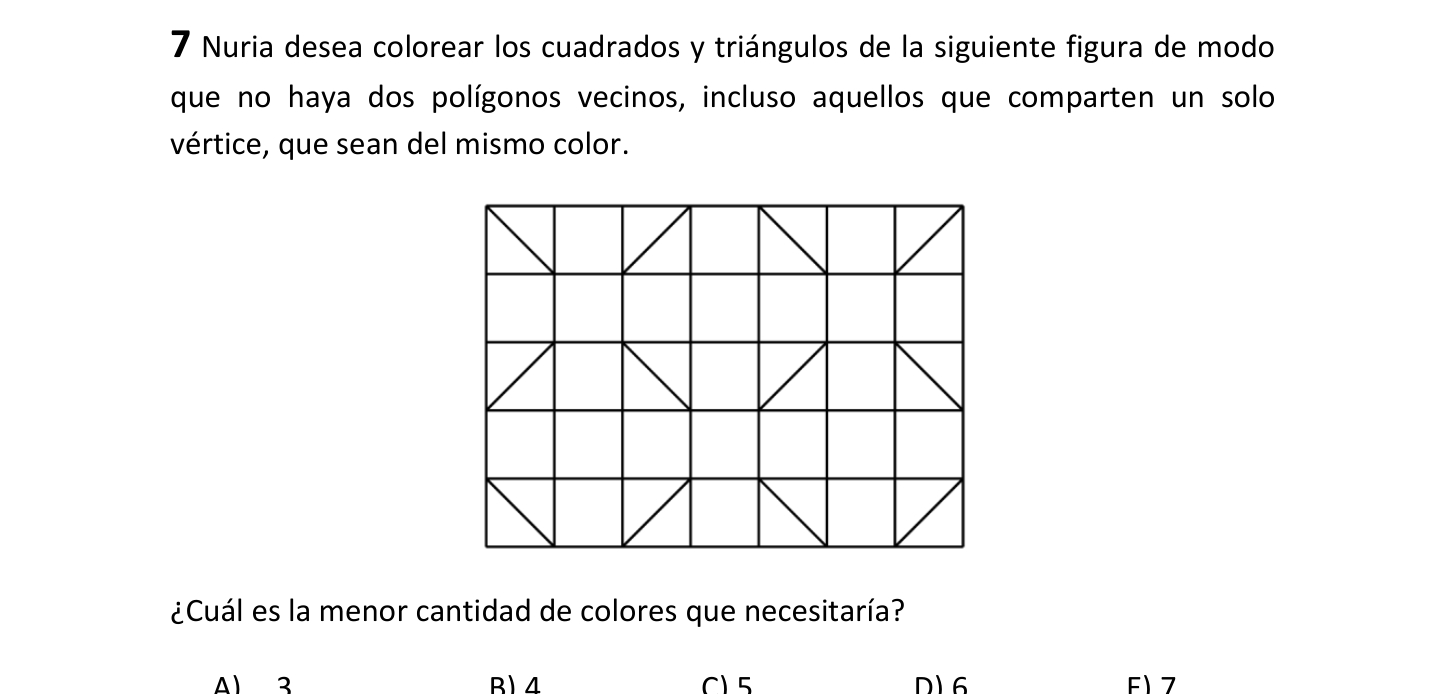 7 Nuria desea colorear los cuadrados y triángulos de la siguiente figura de modo
que no haya dos polígonos vecinos, incluso aquellos que comparten un solo
vértice, que sean del mismo color.
¿Cuál es la menor cantidad de colores que necesitaría?
A) 3 B) 4 C) 5 D) 6 E) 7